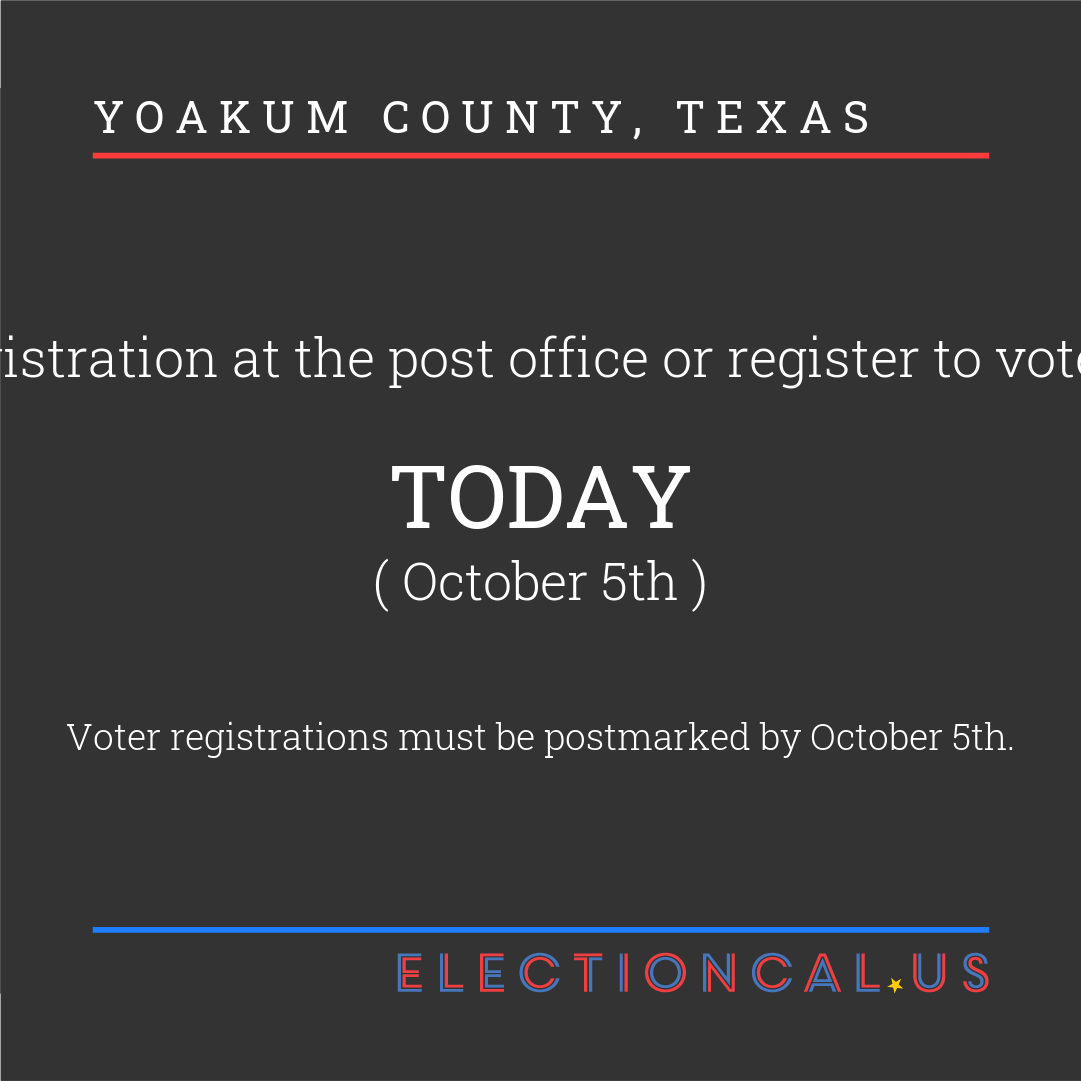 YOAKUM COUNTY, TEXAS
istration at the post office or register to vot
TODAY
( October 5th )
Voter registrations must be postmarked by October 5th.
ELECTIONCAL.US